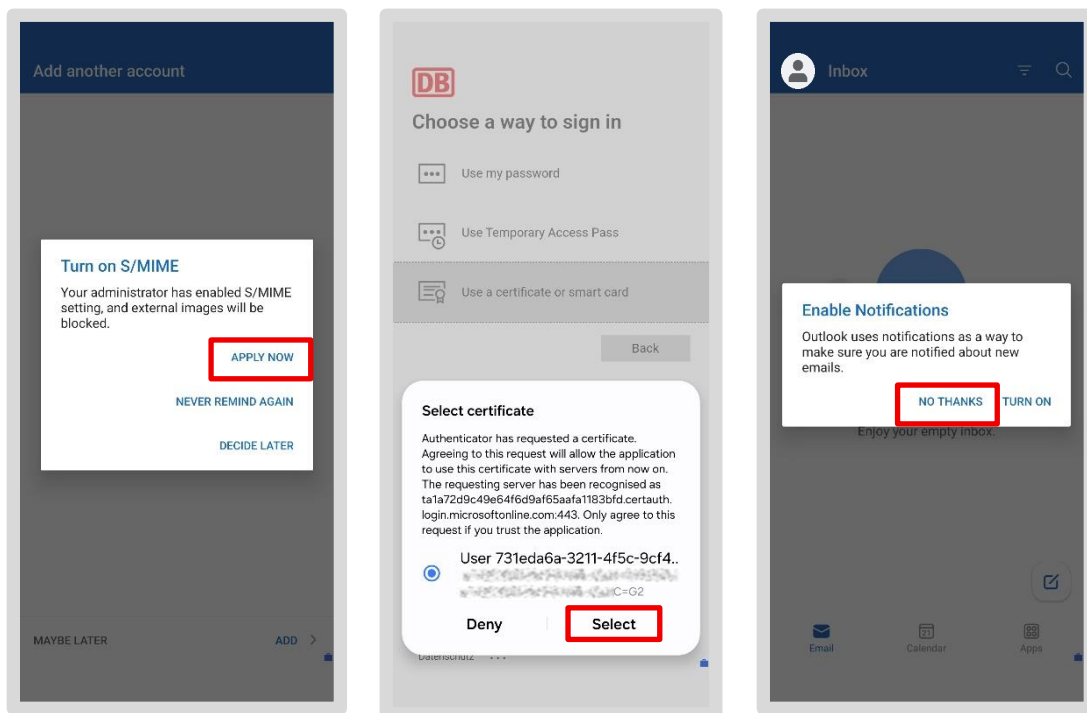 Add another account
Turn on S/MIME
Your administrator has enabled S/MIME
setting, and external images will be
blocked.
APPLY NOW
NEVER REMIND AGAIN
DECIDE LATER
MAYBE LATER
ADD
DB
Choose a way to sign in
Use my password
Use Temporary Access Pass
Use a certificate or smart card
Back
Select certificate
Authenticator has requested a certificate.
Agreeing to this request will allow the application
to use this certificate with servers from now on.
The requesting server has been recognised as
ta1a72d9c49e64f6d9af65aafa1183bfd.certauth.
login.microsoftonline.com:443. Only agree to this
request if you trust the application.
User 731eda6a-3211-4f5c-9cf4..
C=G2
Deny
Select
Datenschutz ...
Inbox
Enable Notifications
Outlook uses notifications as a way to
make sure you are notified about new
emails.
NO THANKS
TURN ON
Enjoy your empty inbox.
21
Email
Calendar
Apps